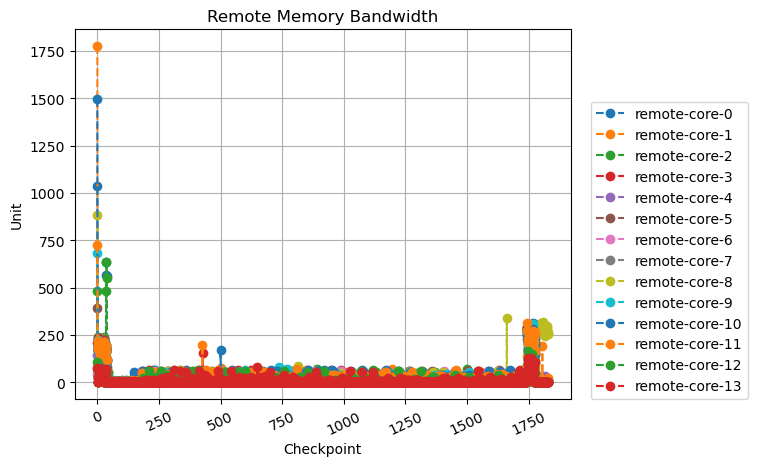 Remote Memory Bandwidth
Unit
1750
1500
1250
1000
750
500
250
0
0
250
500
750
1000
1250
1500
1750
Checkpoint
remote-core-0
remote-core-1
remote-core-2
remote-core-3
remote-core-4
remote-core-5
remote-core-6
remote-core-7
remote-core-8
remote-core-9
remote-core-10
remote-core-11
remote-core-12
remote-core-13